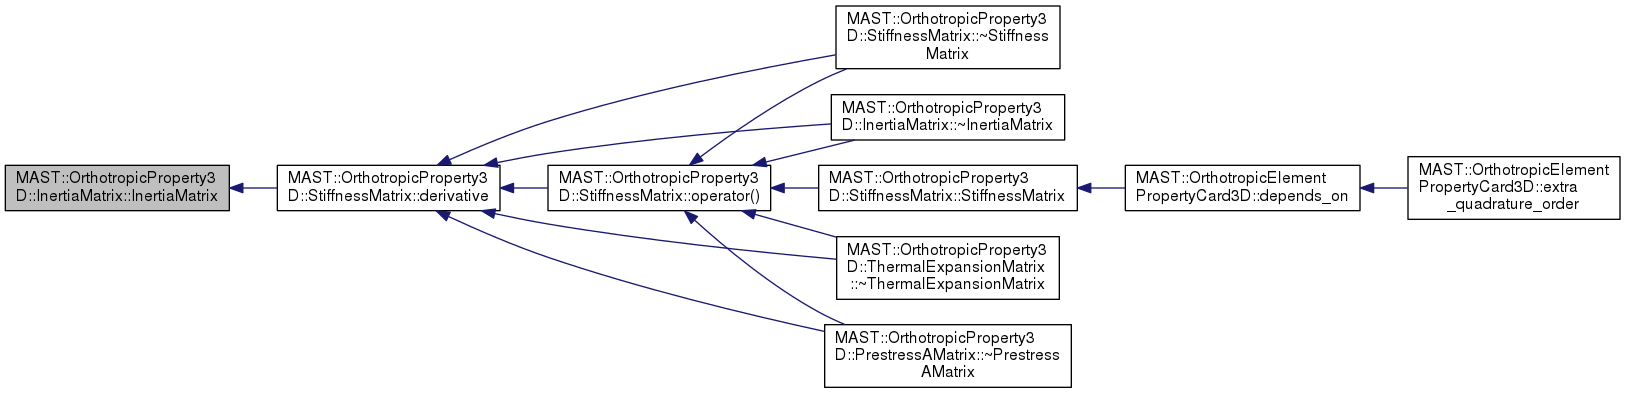 MAST::OrthotropicProperty3
D::InertiaMatrix::InertiaMatrix
MAST::OrthotropicProperty3
D::StiffnessMatrix::derivative
MAST::OrthotropicProperty3
D::StiffnessMatrix::operator()
MAST::OrthotropicProperty3
D::StiffnessMatrix::~Stiffness
Matrix
MAST::OrthotropicProperty3
D::InertiaMatrix::~InertiaMatrix
MAST::OrthotropicProperty3
D::StiffnessMatrix::StiffnessMatrix
MAST::OrthotropicProperty3
D::ThermalExpansionMatrix
::~ThermalExpansionMatrix
MAST::OrthotropicProperty3
D::PrestressAMatrix::~Prestress
AMatrix
MAST::OrthotropicElement
PropertyCard3D::depends_on
MAST::OrthotropicElement
PropertyCard3D::extra
_quadrature_order